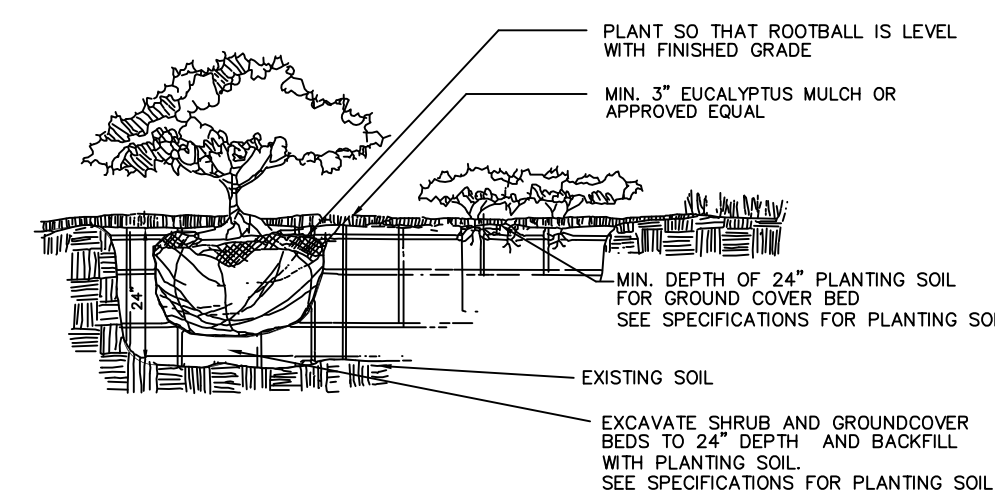 PLANT SO THAT ROOTBALL IS LEVEL
WITH FINISHED GRADE
MIN. 3” EUCALYPTUS MULCH OR
APPROVED EQUAL
24”
MIN. DEPTH OF 24” PLANTING SOIL
FOR GROUND COVER BED
SEE SPECIFICATIONS FOR PLANTING SOI
EXISTING SOIL
EXCAVATE SHRUB AND GROUNDCOVER
BEDS TO 24” DEPTH AND BACKFILL
WITH PLANTING SOIL.
SEE SPECIFICATIONS FOR PLANTING SOIL